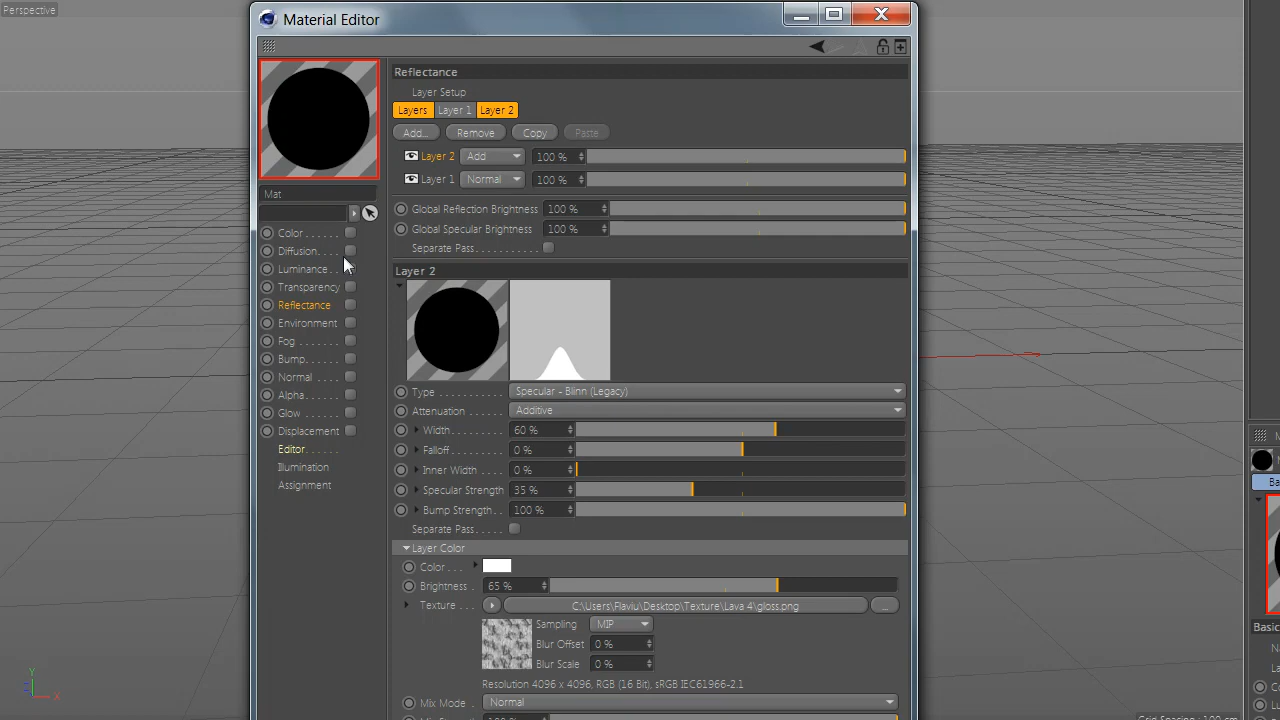 Perspective
Material Editor
Reflectance
Layer Setup
Layers Layer 1 Layer 2
Add... Remove Copy Paste
Layer 2 Add 100 %
Layer 1 Normal 100 %
Mat
Global Reflection Brightness 100 %
Global Specular Brightness 100 %
Separate Pass
Color
Diffusion
Luminance
Transparency
Reflectance
Environment
Fog
Bump
Normal
Alpha
Glow
Displacement
Editor
Illumination
Assignment
Layer 2
Type Specular - Blinn (Legacy)
Attenuation Additive
Width 60 %
Falloff 0 %
Inner Width 0 %
Specular Strength 35 %
Bump Strength 100 %
Separate Pass
Layer Color
Color
Brightness 65 %
Texture C:\Users\Flaviu\Desktop\Texture\Lava 4\gloss.png ...
Sampling MIP
Blur Offset 0 %
Blur Scale 0 %
Resolution 4096 x 4096, RGB (16 Bit), sRGB IEC61966-2.1
Mix Mode Normal
Y
X
Ba
Basic